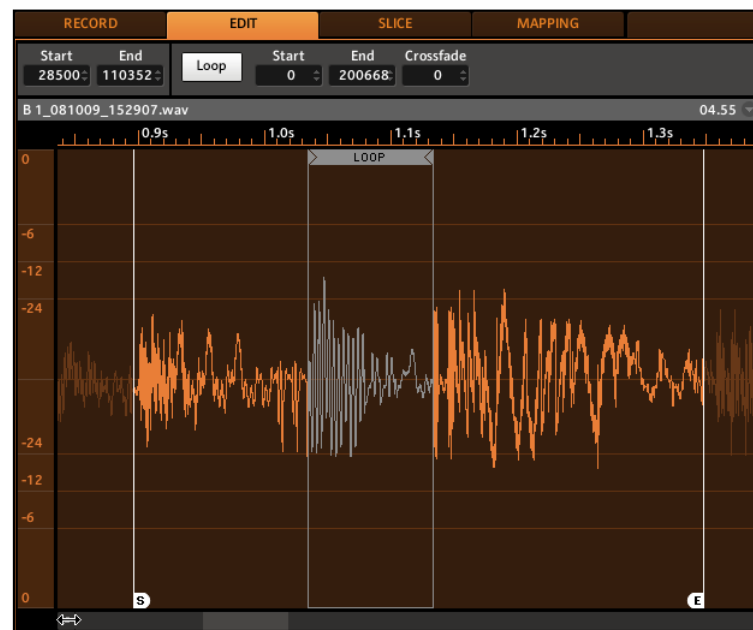 RECORD EDIT SLICE MAPPING
Start End Start End Crossfade
28500 110352 Loop 0 200668 0
B 1_081009_152907.wav 04.55
0.9s 1.0s 1.1s 1.2s 1.3s
0 LOOP
-6
-12
-24
-24
-12
-6
0 S E